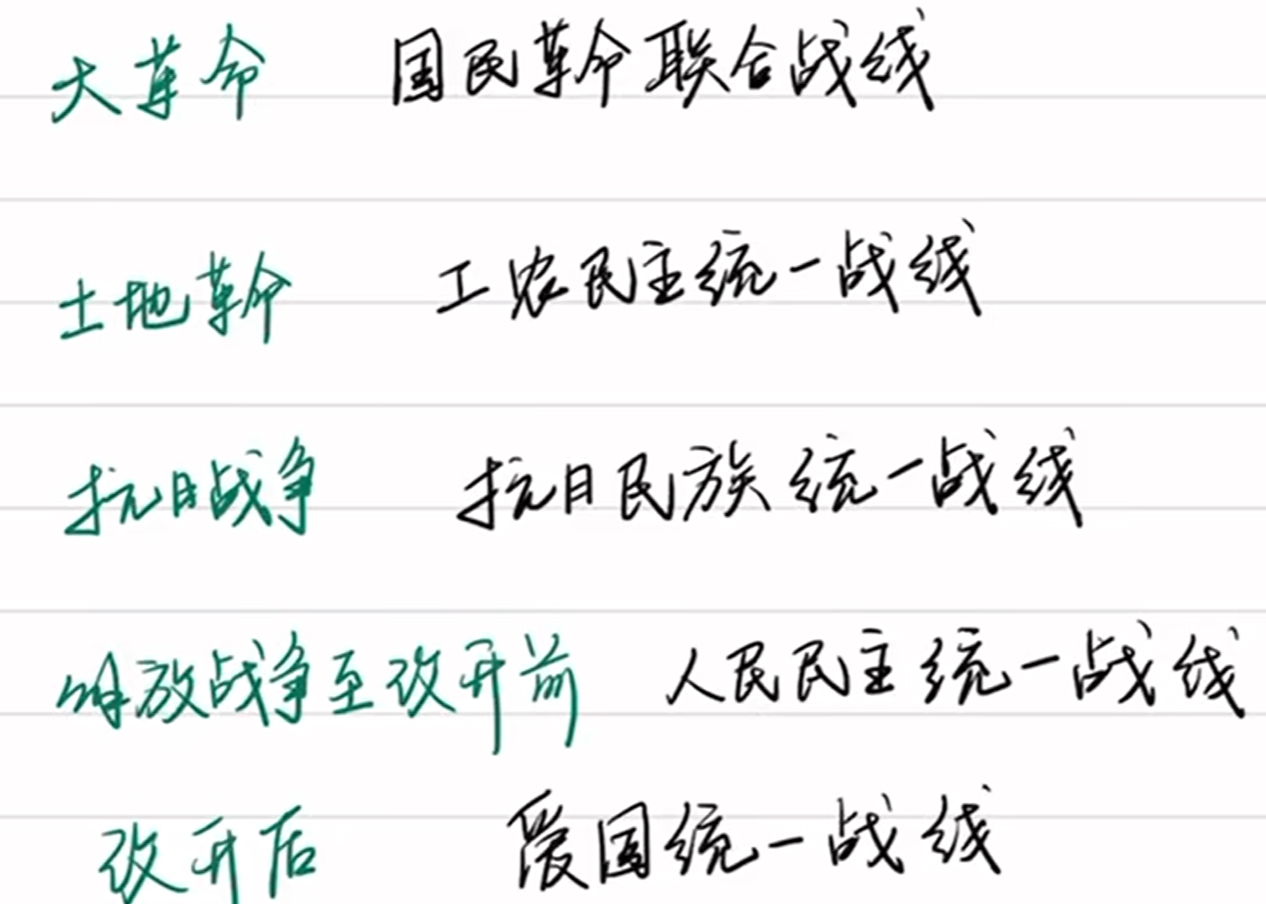 大革命 国民革命联合战线
土地革命 工农民主统一战线
抗日战争 抗日民族统一战线
解放战争至改开前 人民民主统一战线
改开后 爱国统一战线